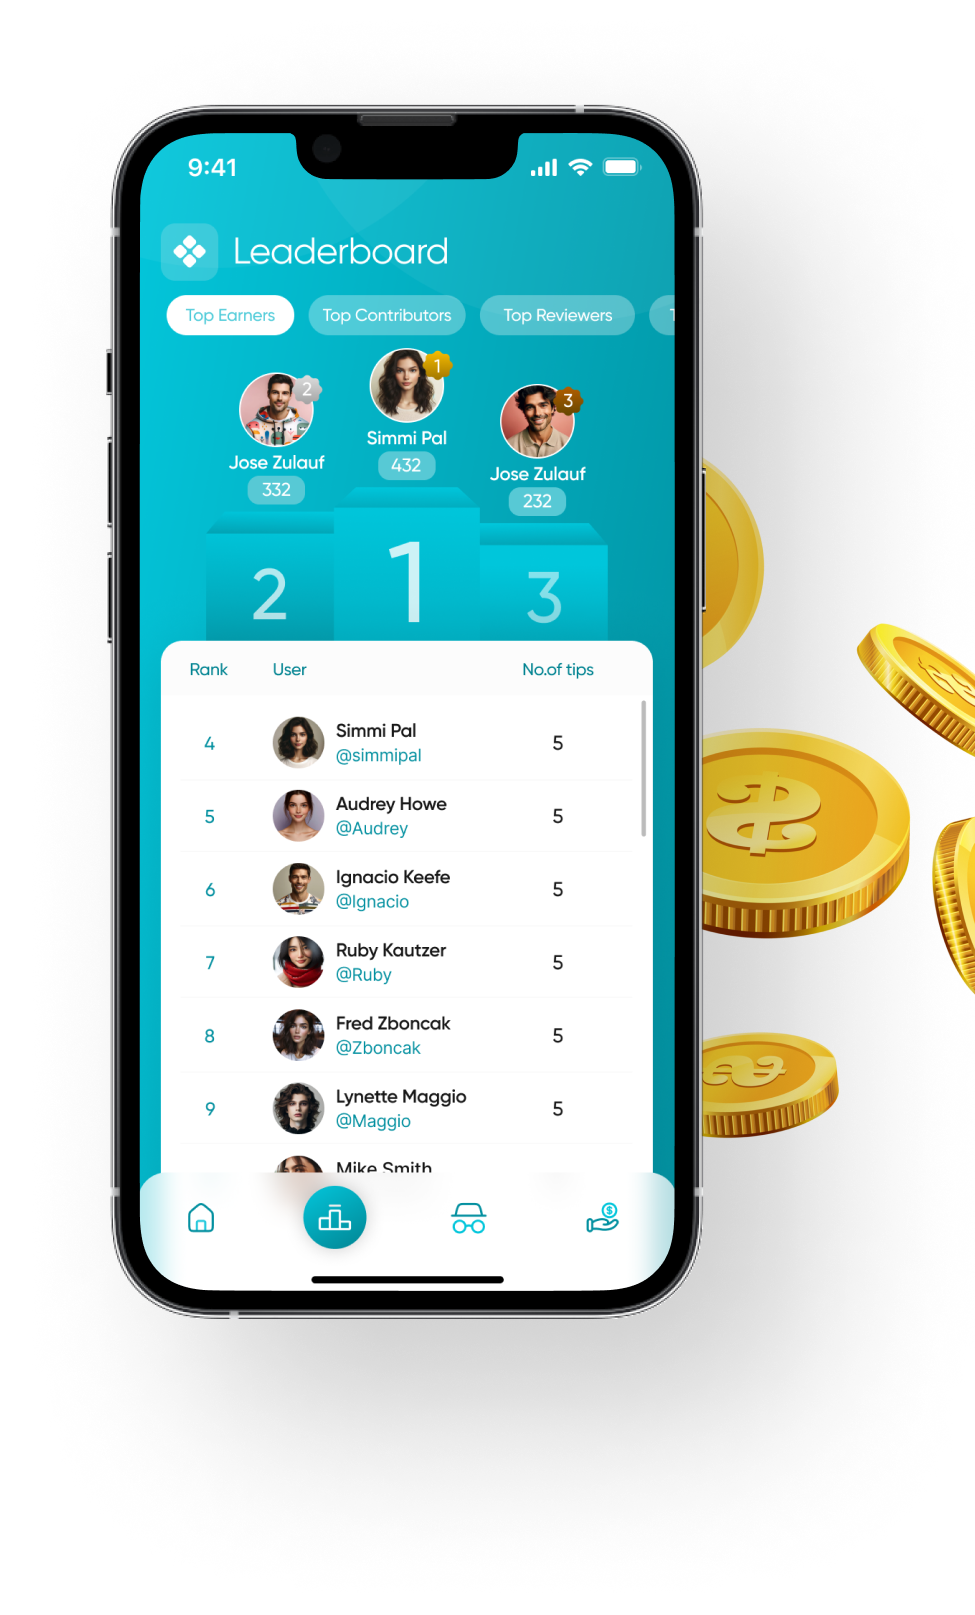 9:41
Leaderboard
Top Earners
Top Contributors
Top Reviewers
1
Simmi Pal
432
2
Jose Zulauf
332
3
Jose Zulauf
232
2
1
3
Rank User No.of tips
4 Simmi Pal 5
@simmipal
5 Audrey Howe 5
@Audrey
6 Ignacio Keefe 5
@Ignacio
7 Ruby Kautzer 5
@Ruby
8 Fred Zboncak 5
@Zboncak
9 Lynette Maggio 5
@Maggio
Mike Smith
$